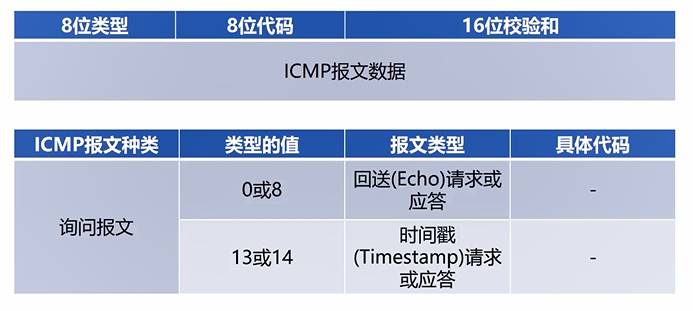 8位类型 8位代码 16位校验和
ICMP报文数据
ICMP报文种类 类型的值 报文类型 具体代码
询问报文
0或8
回送(Echo)请求或
应答
-
13或14
时间戳
(Timestamp)请求
或应答
-